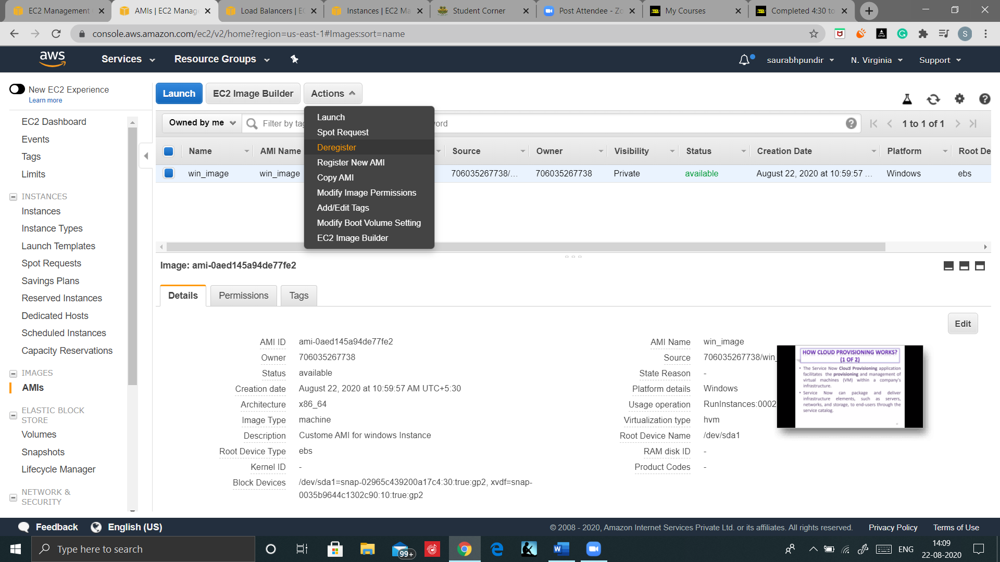 EC2 Management
AMIs | EC2 Manage
Load Balancers | EC
Instances | EC2 Ma
Student Corner
Post Attendee - Zo
My Courses
Completed 4:30 to
console.aws.amazon.com/ec2/v2/home?region=us-east-1#Images:sort=name
S
aws
Services
Resource Groups
saurabhpundir
N. Virginia
Support
New EC2 Experience
Learn more
EC2 Dashboard
Events
Tags
Limits
INSTANCES
Instances
Instance Types
Launch Templates
Spot Requests
Savings Plans
Reserved Instances
Dedicated Hosts
Scheduled Instances
Capacity Reservations
IMAGES
AMIs
ELASTIC BLOCK
STORE
Volumes
Snapshots
Lifecycle Manager
NETWORK &
SECURITY
Launch
EC2 Image Builder
Actions
Owned by me
Filter by tag
ord
1 to 1 of 1
Launch
Spot Request
Deregister
Register New AMI
Copy AMI
Modify Image Permissions
Add/Edit Tags
Modify Boot Volume Setting
EC2 Image Builder
Name AMI Name Source Owner Visibility Status Creation Date Platform Root De
win_image win_image 706035267738/... 706035267738 Private available August 22, 2020 at 10:59:57 ... Windows ebs
Image: ami-0aed145a94de77fe2
Details
Permissions
Tags
Edit
AMI ID ami-0aed145a94de77fe2
Owner 706035267738
Status available
Creation date August 22, 2020 at 10:59:57 AM UTC+5:30
Architecture x86_64
Image Type machine
Description Custome AMI for windows Instance
Root Device Type ebs
Kernel ID -
Block Devices /dev/sda1=snap-02965c439200a17c4:30:true:gp2, xvdf=snap-
0035b9644c1302c90:10:true:gp2
AMI Name win_image
Source 706035267738/win_
State Reason -
Platform details Windows
Usage operation RunInstances:0002
Virtualization type hvm
Root Device Name /dev/sda1
RAM disk ID -
Product Codes -
HOW CLOUD PROVISIONING WORKS?
(1 OF 2)
• The Service Now Cloud Provisioning application
facilitates the provisioning and management of
virtual machines (VM) within a company's
infrastructure.
• Service Now can package and deliver
infrastructure elements, such as servers,
networks, and storage, to end-users through the
service catalog.
Feedback
English (US)
© 2008 - 2020, Amazon Internet Services Private Ltd. or its affiliates. All rights reserved.
Privacy Policy
Terms of Use
Type here to search
99+
ENG
14:09
22-08-2020